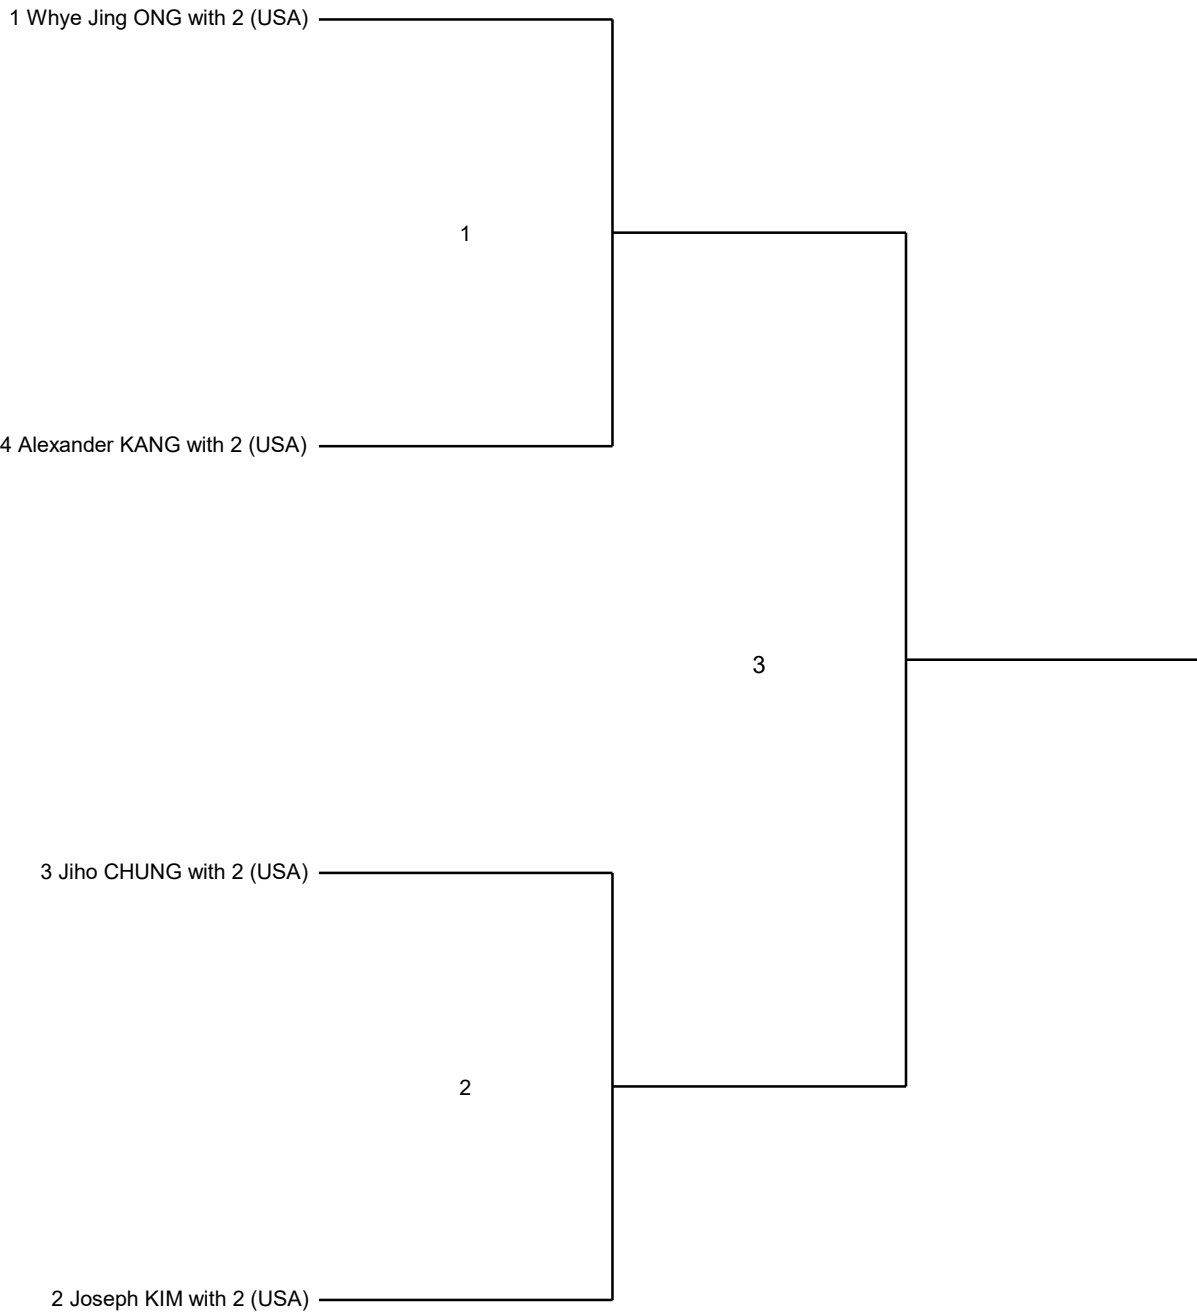 1 Whye Jing ONG with 2 (USA)
1
4 Alexander KANG with 2 (USA)
3
3 Jiho CHUNG with 2 (USA)
2
2 Joseph KIM with 2 (USA)